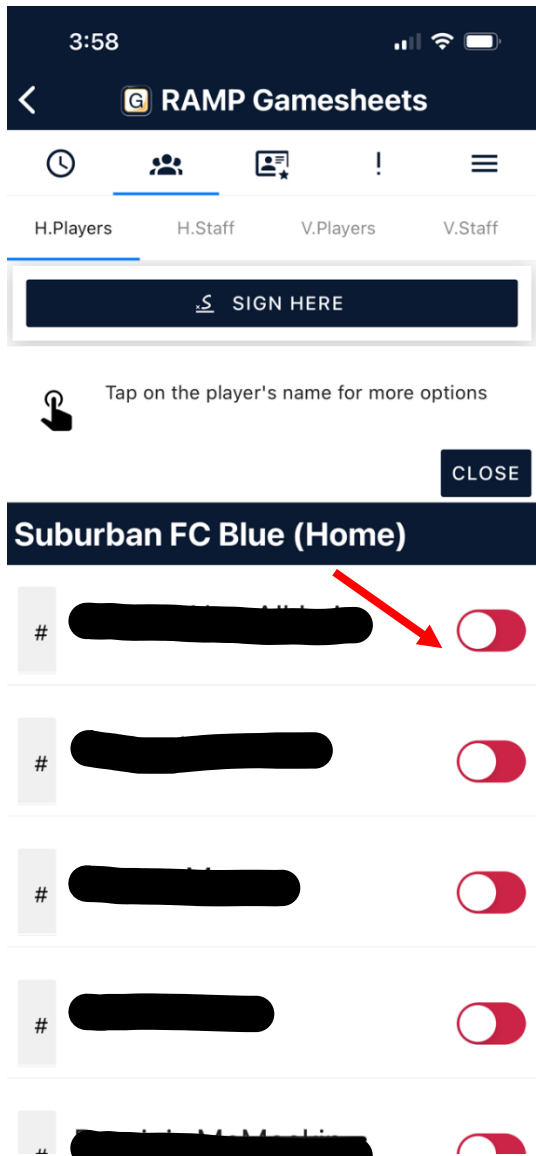 3:58
G RAMP Gamesheets
!
H.Players H.Staff V.Players V.Staff
SIGN HERE
Tap on the player's name for more options
CLOSE
Suburban FC Blue (Home)
#
#
#
#
#